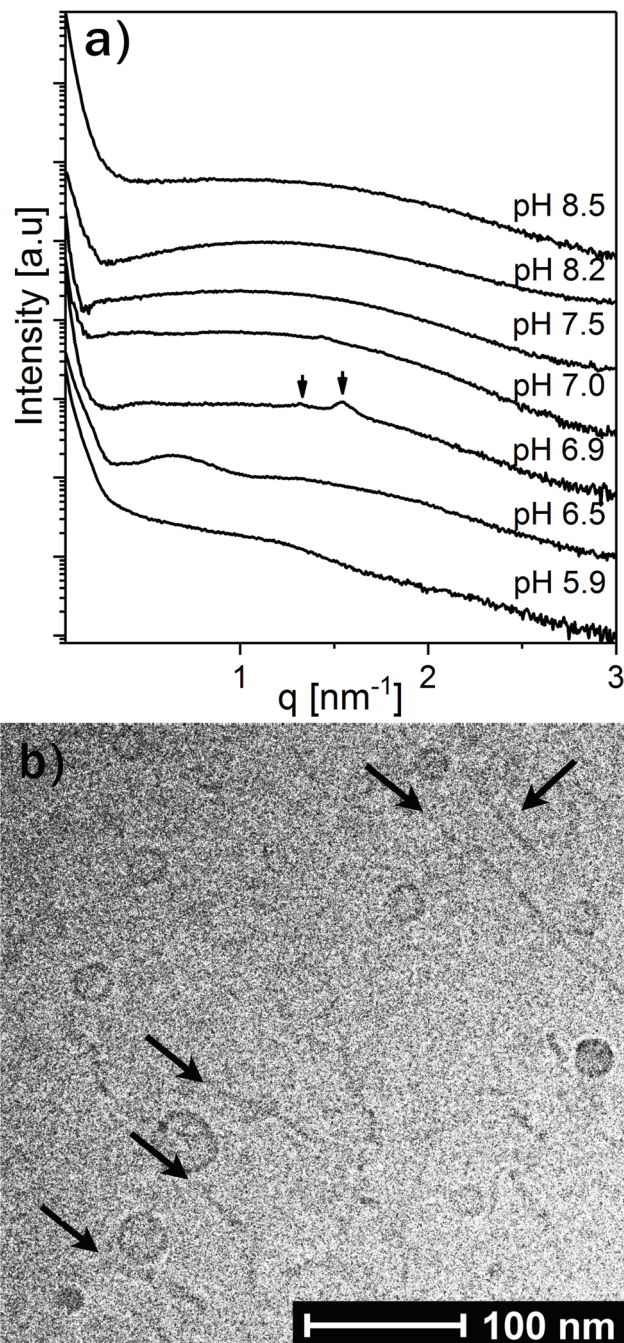 a)
Intensity [a.u]
pH 8.5
pH 8.2
pH 7.5
pH 7.0
pH 6.9
pH 6.5
pH 5.9
1 2 3
q [nm⁻¹]
b)
100 nm